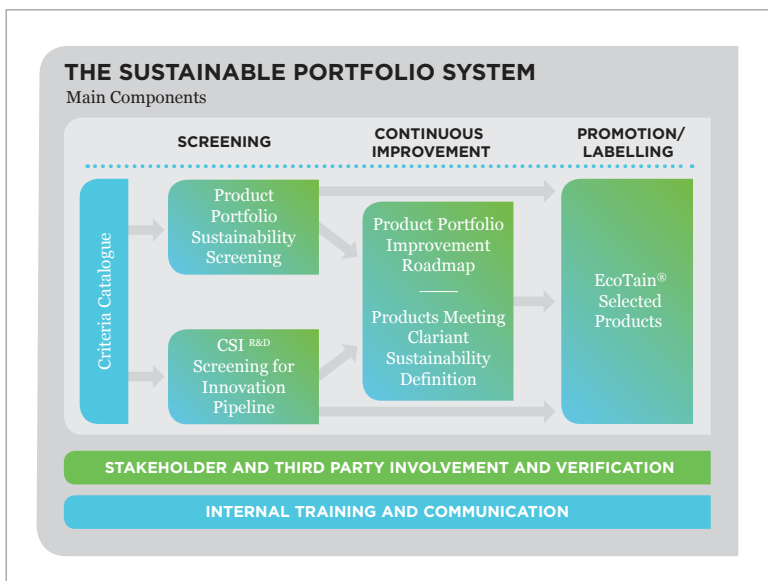 THE SUSTAINABLE PORTFOLIO SYSTEM
Main Components
SCREENING
CONTINUOUS
IMPROVEMENT
PROMOTION/
LABELLING
Criteria Catalogue
Product
Portfolio
Sustainability
Screening
CSI R&D
Screening for
Innovation
Pipeline
Product Portfolio
Improvement
Roadmap
Products Meeting
Clariant
Sustainability
Definition
EcoTain®
Selected
Products
STAKEHOLDER AND THIRD PARTY INVOLVEMENT AND VERIFICATION
INTERNAL TRAINING AND COMMUNICATION